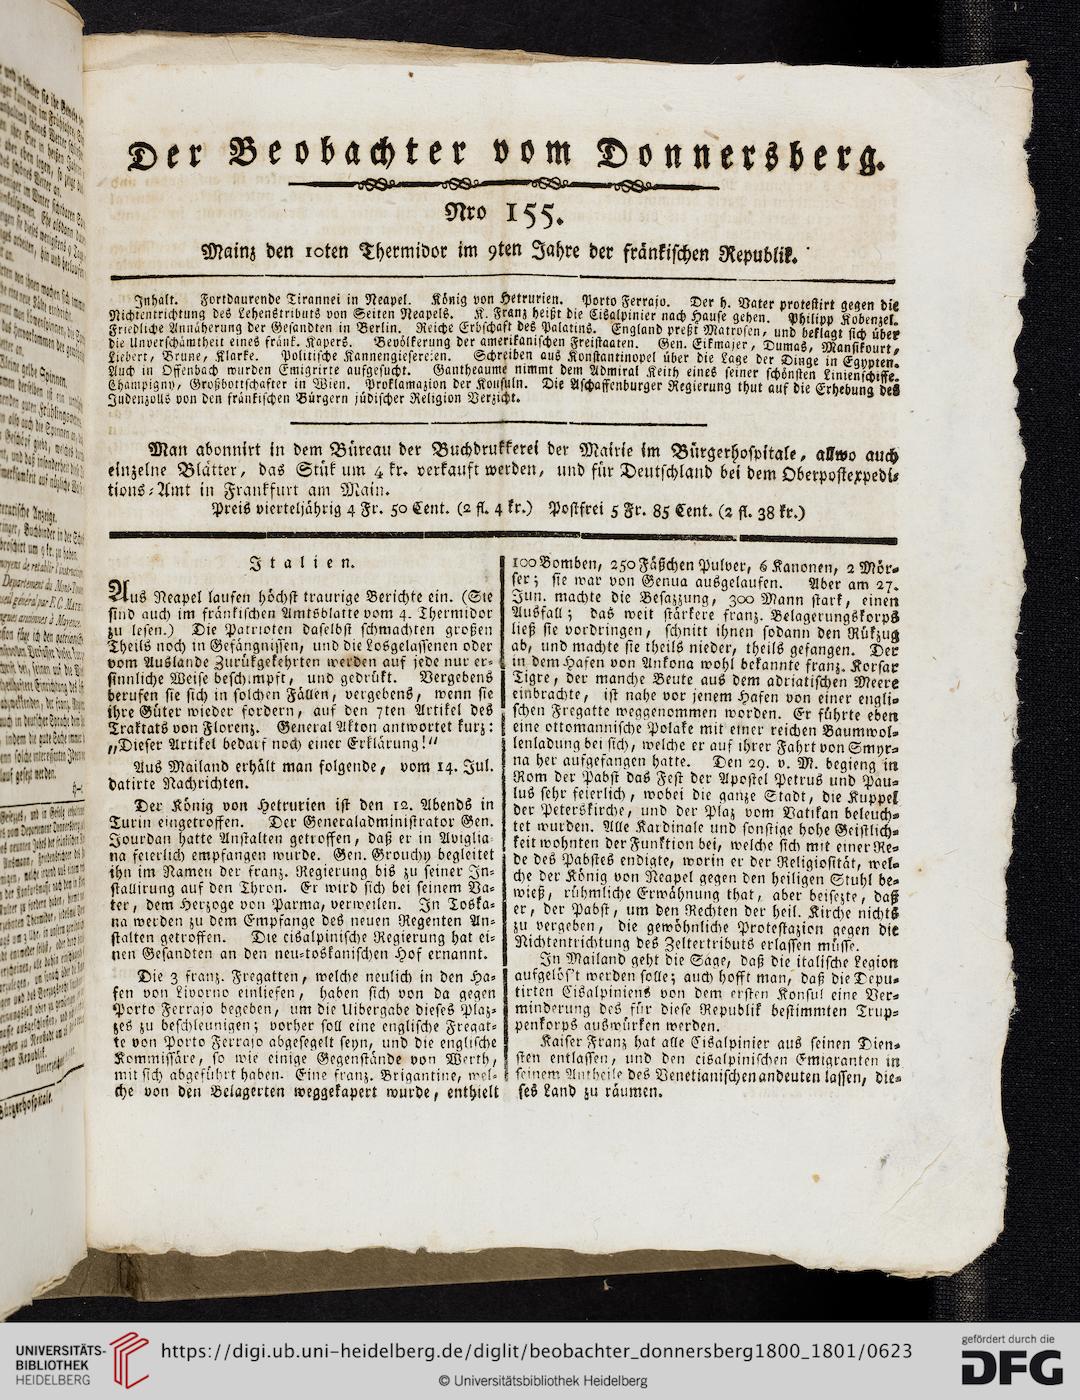 Der Beobachter vom Donnersberg.
Nro 155.
Mainz den 10ten Thermidor im 9ten Jahre der fränkischen Republik.
Inhalt. Fortdaurende Tirannei in Neapel. König von Hetrurien. Porto Ferrajo. Der h. Vater protestirt gegen die
Nichtentrichtung des Lehenstributs von Seiten Neapels. K. Franz heißt die Cisalpinier nach Hause gehen. Philipp Kobenzel.
Friedliche Annäherung der Gesandten in Berlin. Reiche Erbschaft des Palatins. England preßt Matrosen, und beklagt sich über
die Unverschämtheit eines fränk. Kapers. Bevölkerung der amerikanischen Freistaaten. Gen. Eikmajer, Dumas, Manskourt,
Liebert, Brune, Klarke. Politische Kannengiesereien. Schreiben aus Konstantinopel über die Lage der Dinge in Egypten.
Auch in Offenbach wurden Emigrirte aufgesucht. Gantheaume nimmt dem Admiral Keith eines seiner schönsten Linienschiffe.
Champigny, Großbottschafter in Wien. Proklamazion der Konsuln. Die Aschaffenburger Regierung thut auf die Erhebung des
Judenzolls von den fränkischen Bürgern jüdischer Religion Verzicht.
Man abonnirt in dem Büreau der Buchdrukkerei der Mairie im Bürgerhospitale, allwo auch
einzelne Blätter, das Stük um 4 kr. verkauft werden, und für Deutschland bei dem Oberpostexpedi-
tions-Amt in Frankfurt am Main.
Preis vierteljährig 4 Fr. 50 Cent. (2 fl. 4 kr.) Postfrei 5 Fr. 85 Cent. (2 fl. 38 kr.)
Italien.
Aus Neapel laufen höchst traurige Berichte ein. (Sie
sind auch im fränkischen Amtsblatte vom 4. Thermidor
zu lesen.) Die Patrioten daselbst schmachten großen
Theils noch in Gefängnissen, und die Losgelassenen oder
vom Auslande Zurükgekehrten werden auf jede nur er-
sinnliche Weise beschimpft, und gedrükt. Vergebens
berufen sie sich in solchen Fällen, vergebens, wenn sie
ihre Güter wieder fordern, auf den 7ten Artikel des
Traktats von Florenz. General Akton antwortet kurz:
„Dieser Artikel bedarf noch einer Erklärung!“
Aus Mailand erhält man folgende, vom 14. Jul.
datirte Nachrichten.
Der König von Hetrurien ist den 12. Abends in
Turin eingetroffen. Der Generaladministrator Gen.
Jourdan hatte Anstalten getroffen, daß er in Aviglia-
na feierlich empfangen wurde. Gen. Grouchy begleitet
ihn im Namen der franz. Regierung bis zu seiner In-
stallirung auf den Thron. Er wird sich bei seinem Va-
ter, dem Herzoge von Parma, verweilen. In Toska-
na werden zu dem Empfange des neuen Regenten An-
stalten getroffen. Die cisalpinische Regierung hat ei-
nen Gesandten an den neu-toskanischen Hof ernannt.
Die 3 franz. Fregatten, welche neulich in den Ha-
fen von Livorno einliefen, haben sich von da gegen
Porto Ferrajo begeben, um die Uibergabe dieses Plaz-
zes zu beschleunigen; vorher soll eine englische Fregat-
te von Porto Ferrajo abgesegelt seyn, und die englische
Kommissäre, so wie einige Gegenstände von Werth,
mit sich abgeführt haben. Eine franz. Brigantine, wel-
che von den Belagerten weggekapert wurde, enthielt
100 Bomben, 250 Fäßchen Pulver, 6 Kanonen, 2 Mör-
ser; sie war von Genua ausgelaufen. Aber am 27.
Jun. machte die Besazzung, 300 Mann stark, einen
Ausfall; das weit stärkere franz. Belagerungskorps
ließ sie vordringen, schnitt ihnen sodann den Rükzug
ab, und machte sie theils nieder, theils gefangen. Der
in dem Hafen von Ankona wohl bekannte franz. Korsar
Tigre, der manche Beute aus dem adriatischen Meere
einbrachte, ist nahe vor jenem Hafen von einer engli-
schen Fregatte weggenommen worden. Er führte eben
eine ottomannische Polake mit einer reichen Baumwol-
lenladung bei sich, welche er auf ihrer Fahrt von Smyr-
na her aufgefangen hatte. Den 29. v. M. begieng in
Rom der Pabst das Fest der Apostel Petrus und Pau-
lus sehr feierlich, wobei die ganze Stadt, die Kuppel
der Peterskirche, und der Plaz vom Vatikan beleuch-
tet wurden. Alle Kardinale und sonstige hohe Geistlich-
keit wohnten der Funktion bei, welche sich mit einer Re-
de des Pabstes endigte, worin er der Religiosität, wel-
che der König von Neapel gegen den heiligen Stuhl be-
wieß, rühmliche Erwähnung that, aber beisezte, daß
er, der Pabst, um den Rechten der heil. Kirche nichts
zu vergeben, die gewöhnliche Protestazion gegen die
Nichtentrichtung des Zeltertributs erlassen müsse.
In Mailand geht die Sage, daß die italische Legion
aufgelös't werden solle; auch hofft man, daß die Depu-
tirten Cisalpiniens von dem ersten Konsul eine Ver-
minderung des für diese Republik bestimmten Trup-
penkorps auswürken werden.
Kaiser Franz hat alle Cisalpinier aus seinen Dien-
sten entlassen, und den cisalpinischen Emigranten in
seinem Antheile des Venetianischen andeuten lassen, die-
ses Land zu räumen.
UNIVERSITÄTS-
BIBLIOTHEK
HEIDELBERG
https://digi.ub.uni-heidelberg.de/diglit/beobachter_donnersberg1800_1801/0623
© Universitätsbibliothek Heidelberg
gefördert durch die
DFG